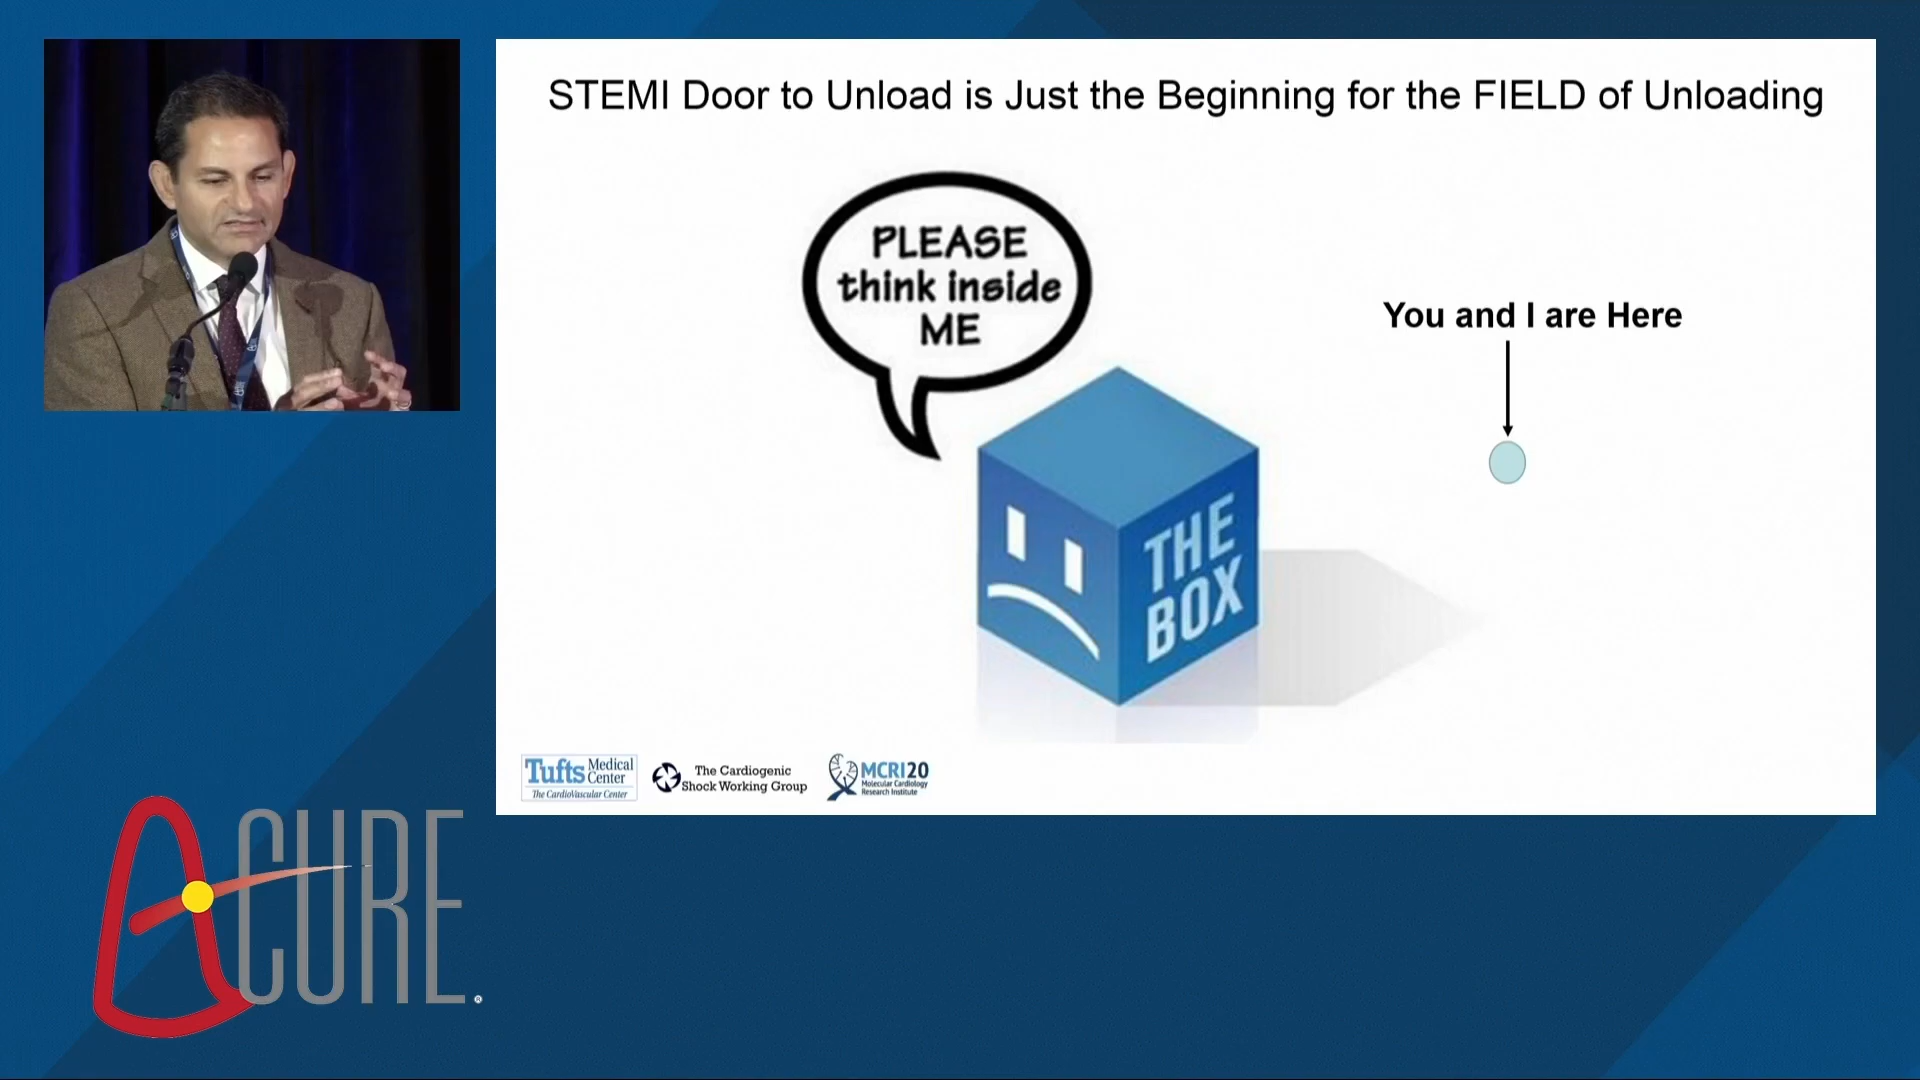 STEMI Door to Unload is Just the Beginning for the FIELD of Unloading
PLEASE
think inside
ME
You and I are Here
THE
BOX
Tufts Medical
Center
The CardioVascular Center
The Cardiogenic
Shock Working Group
MCRI20
Molecular Cardiology
Research Institute
A-CURE.